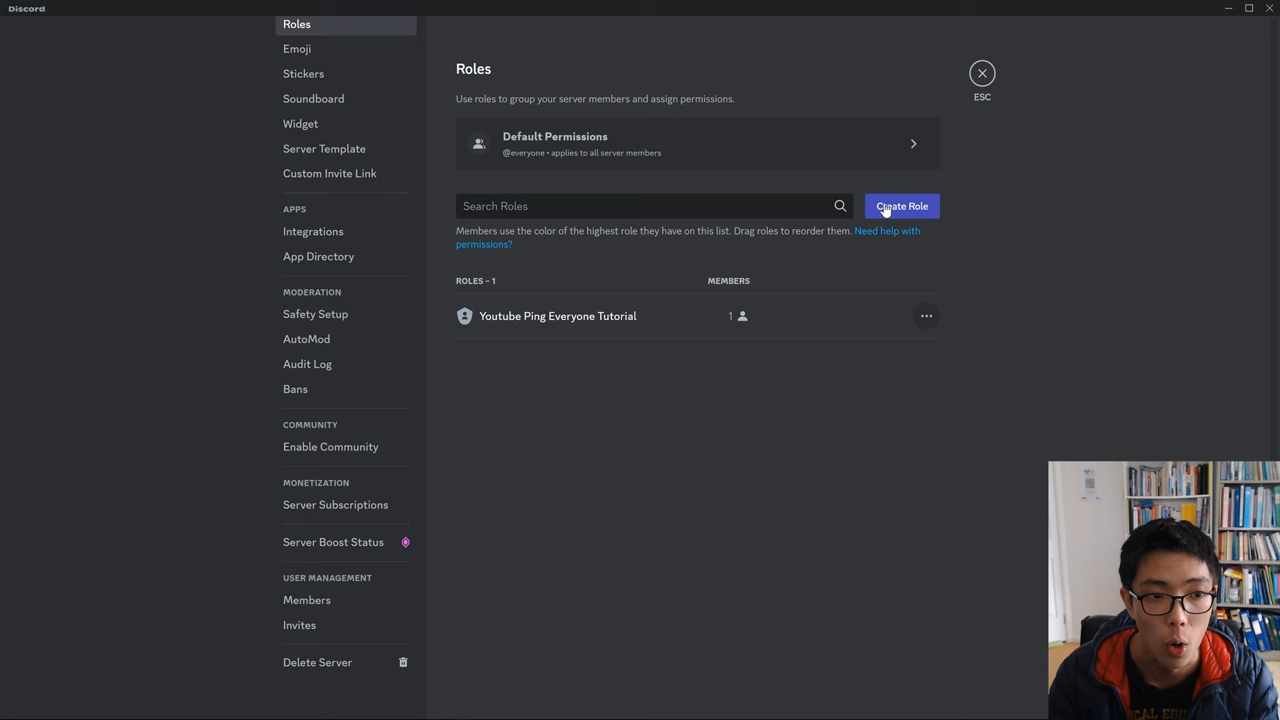 Discord
Roles
Emoji
Stickers
Soundboard
Widget
Server Template
Custom Invite Link
APPS
Integrations
App Directory
MODERATION
Safety Setup
AutoMod
Audit Log
Bans
COMMUNITY
Enable Community
MONETIZATION
Server Subscriptions
Server Boost Status
USER MANAGEMENT
Members
Invites
Delete Server
Roles
ESC
Use roles to group your server members and assign permissions.
Default Permissions
@everyone • applies to all server members
Search Roles
Create Role
Members use the color of the highest role they have on this list. Drag roles to reorder them. Need help with
permissions?
ROLES – 1
MEMBERS
Youtube Ping Everyone Tutorial
1